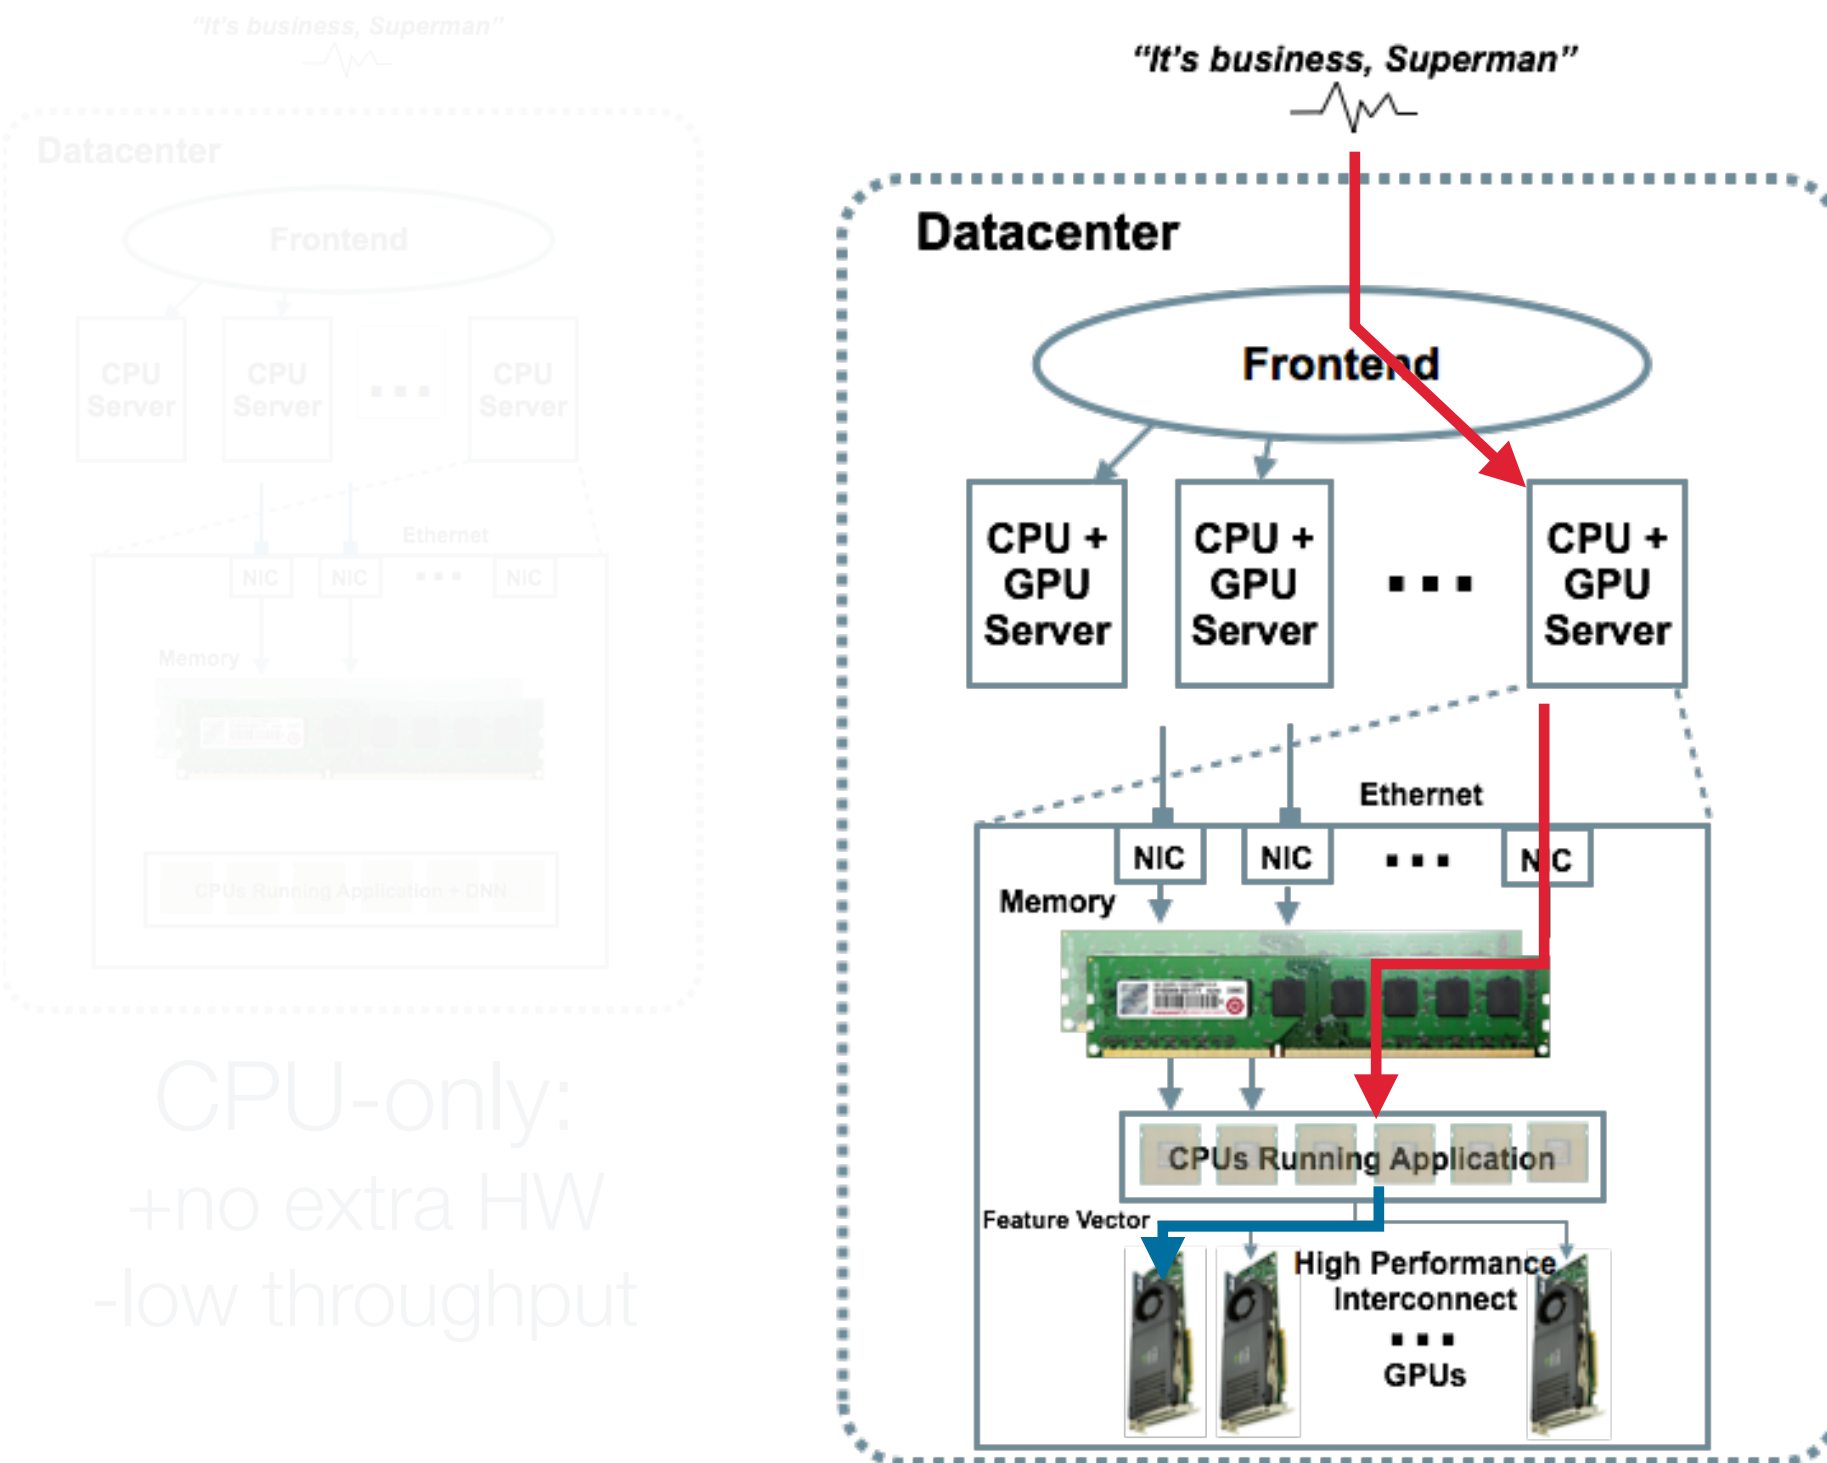 “It's business, Superman”
Datacenter
Frontend
CPU
Server
CPU
Server
CPU
Server
Ethernet
NIC
NIC
NIC
Memory
CPUs Running Application + DNN
CPU-only:
+no extra HW
-low throughput
“It's business, Superman”
Datacenter
Frontend
CPU +
GPU
Server
CPU +
GPU
Server
CPU +
GPU
Server
Ethernet
NIC
NIC
NIC
Memory
CPUs Running Application
Feature Vector
High Performance
Interconnect
GPUs